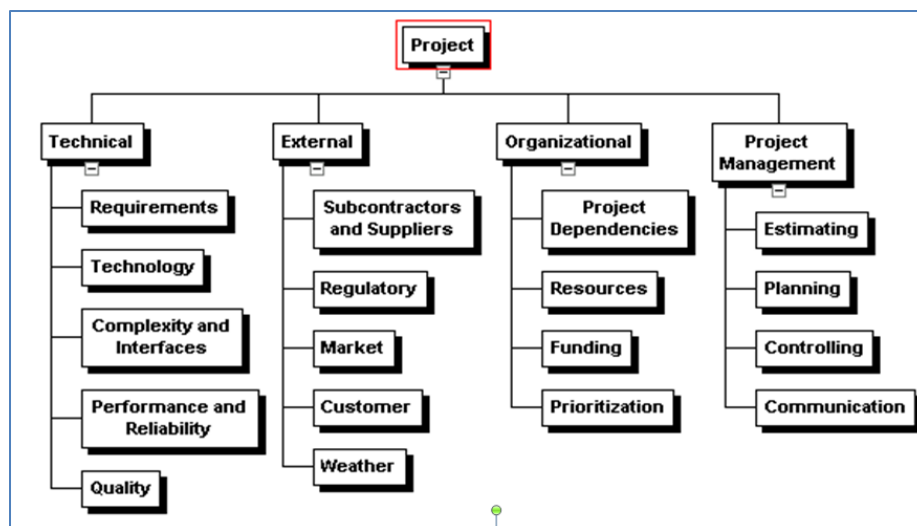 Project
Technical
External
Organizational
Project
Management
Requirements
Technology
Complexity and
Interfaces
Performance and
Reliability
Quality
Subcontractors
and Suppliers
Regulatory
Market
Customer
Weather
Project
Dependencies
Resources
Funding
Prioritization
Estimating
Planning
Controlling
Communication